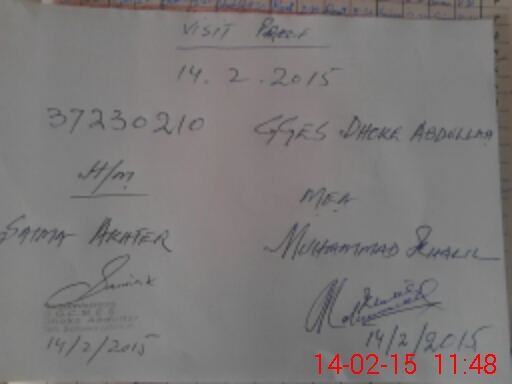 VISIT PROOF
14.2.2015
37230210 GGES DHOKE ABDULLAH
H/M
MEA
SAIMA AKHTER
MUHAMMAD KHALIL
14/2/2015
14/2/2015
14-02-15 11:48